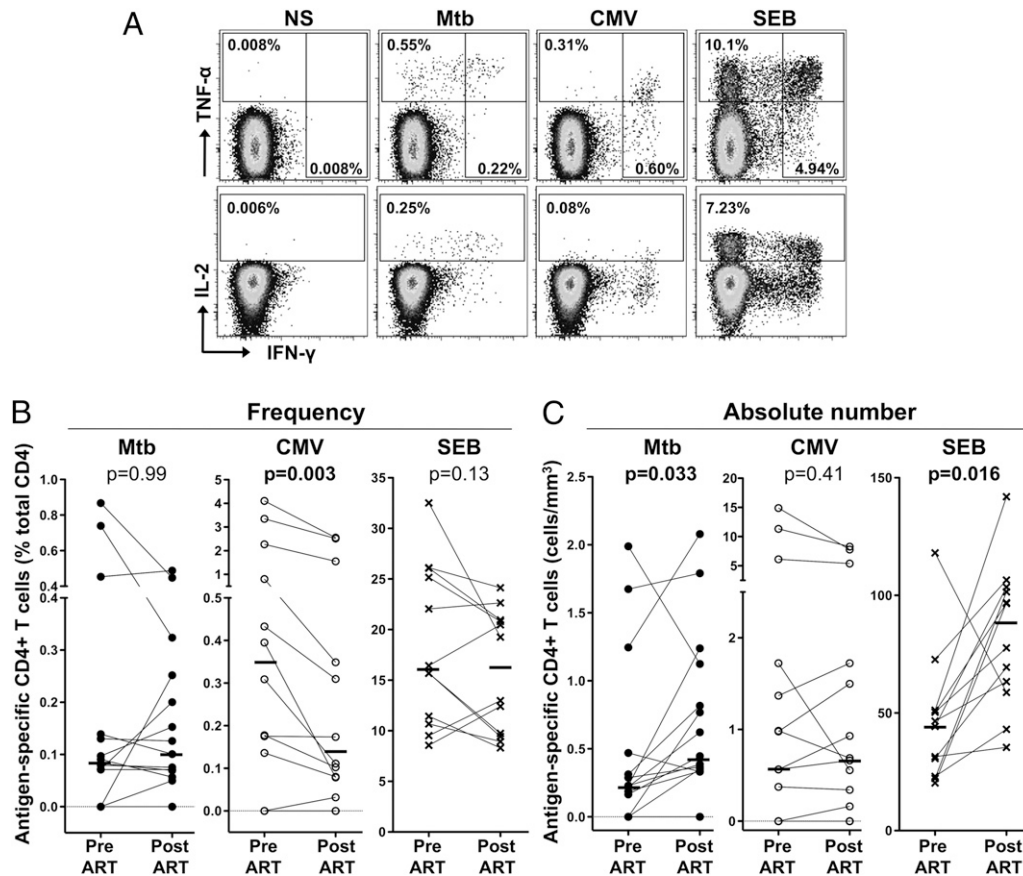 A
NS Mtb CMV SEB
0.008% 0.55% 0.31% 10.1%
TNF-α
0.008% 0.22% 0.60% 4.94%
0.006% 0.25% 0.08% 7.23%
IL-2
IFN-γ
B Frequency
Mtb CMV SEB
p=0.99 p=0.003 p=0.13
Antigen-specific CD4+ T cells (% total CD4)
1.0
0.8
0.6
0.4
0.4
0.3
0.2
0.1
0.0
5
4
3
2
1
0.5
0.4
0.3
0.2
0.1
0.0
35
30
25
20
15
10
5
0
Pre Post Pre Post Pre Post
ART ART ART ART ART ART
C Absolute number
Mtb CMV SEB
p=0.033 p=0.41 p=0.016
Antigen-specific CD4+ T cells (cells/mm³)
2.5
2.0
1.5
1.0
0.5
0.0
20
15
10
5
2
1
0
150
100
50
0
Pre Post Pre Post Pre Post
ART ART ART ART ART ART